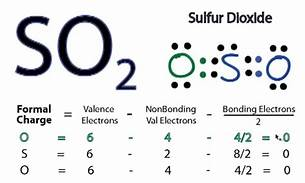 SO2
Sulfur Dioxide
O S O
Formal Charge = Valence Electrons - NonBonding Val Electrons - Bonding Electrons / 2
O = 6 - 4 - 4/2 = 0
S = 6 - 2 - 8/2 = 0
O = 6 - 4 - 4/2 = 0